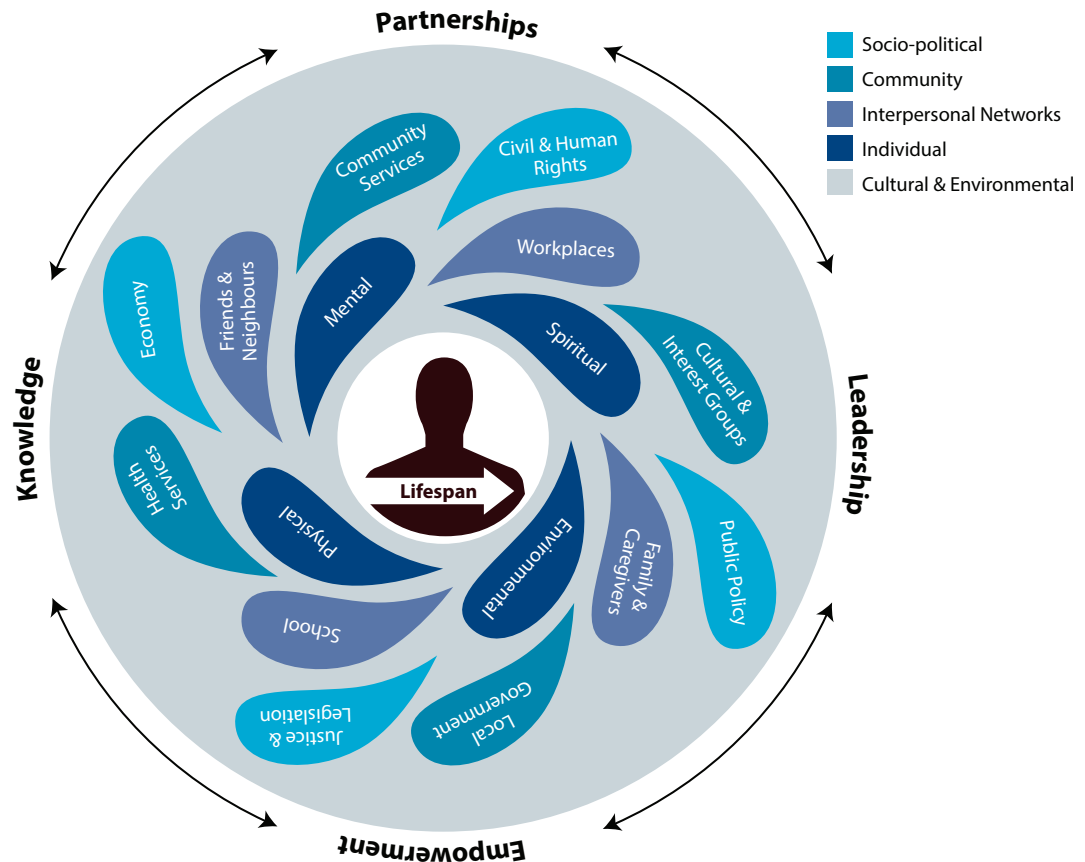 Partnerships
Socio-political
Community
Interpersonal Networks
Individual
Cultural & Environmental
Community
Services
Civil & Human
Rights
Workplaces
Friends &
Neighbours
Mental
Economy
Spiritual
Cultural &
Interest Groups
Knowledge
Leadership
Health
Services
Lifespan
Physical
Environmental
Family &
Caregivers
Public Policy
School
Justice &
Legislation
Local
Government
Empowerment